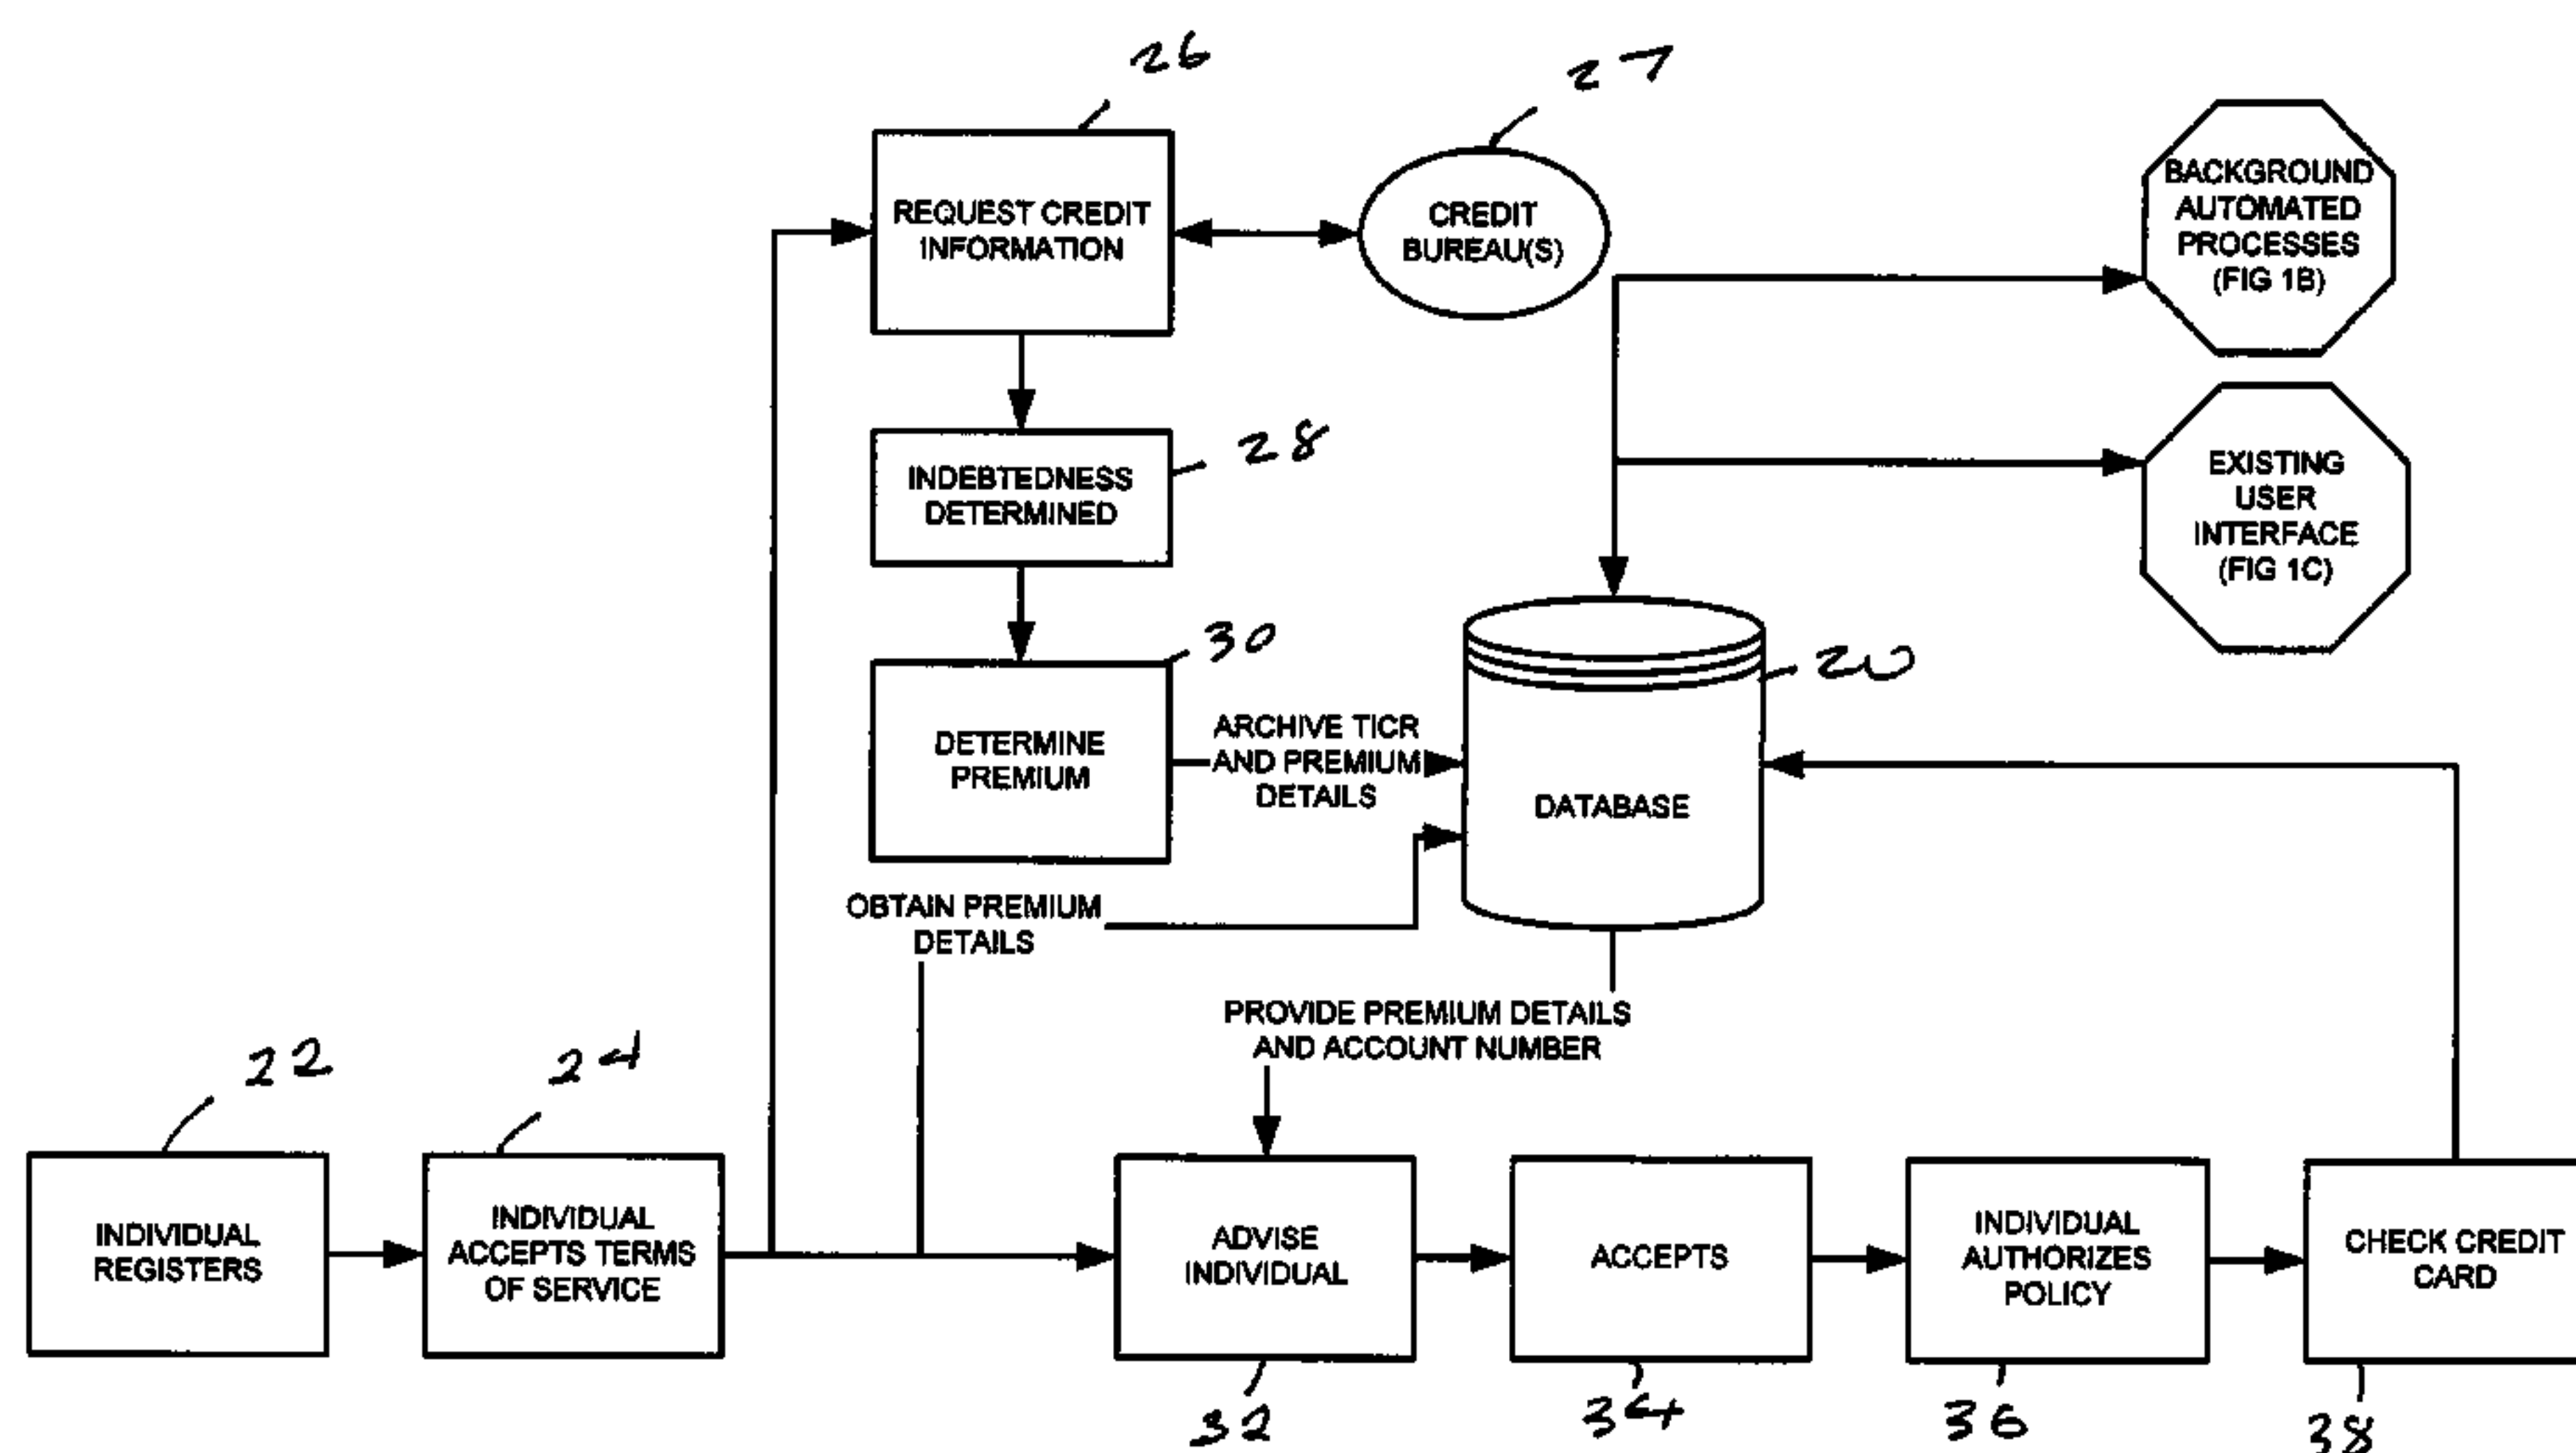 26
27
REQUEST CREDIT
INFORMATION
CREDIT
BUREAU(S)
BACKGROUND
AUTOMATED
PROCESSES
(FIG 1B)
28
INDEBTEDNESS
DETERMINED
EXISTING
USER
INTERFACE
(FIG 1C)
30
20
DETERMINE
PREMIUM
ARCHIVE TICR
AND PREMIUM
DETAILS
DATABASE
OBTAIN PREMIUM
DETAILS
PROVIDE PREMIUM DETAILS
AND ACCOUNT NUMBER
22
24
INDIVIDUAL
REGISTERS
INDIVIDUAL
ACCEPTS TERMS
OF SERVICE
ADVISE
INDIVIDUAL
ACCEPTS
INDIVIDUAL
AUTHORIZES
POLICY
CHECK CREDIT
CARD
32
34
36
38